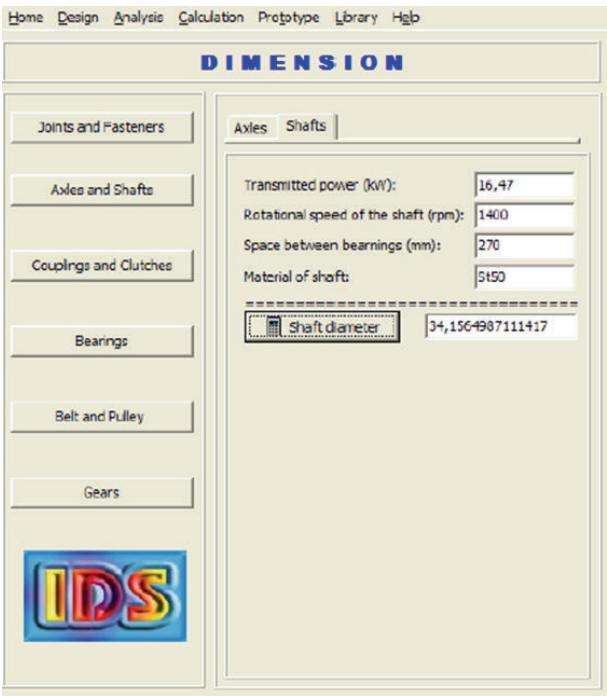 Home Design Analysis Calculation Prototype Library Help
DIMENSION
Joints and Fasteners
Axles and Shafts
Couplings and Clutches
Bearings
Belt and Pulley
Gears
IDS
Axles Shafts
Transmitted power (kW): 16,47
Rotational speed of the shaft (rpm): 1400
Space between bearnings (mm): 270
Material of shaft: St50
==================================
Shaft diameter 34,1564987111417